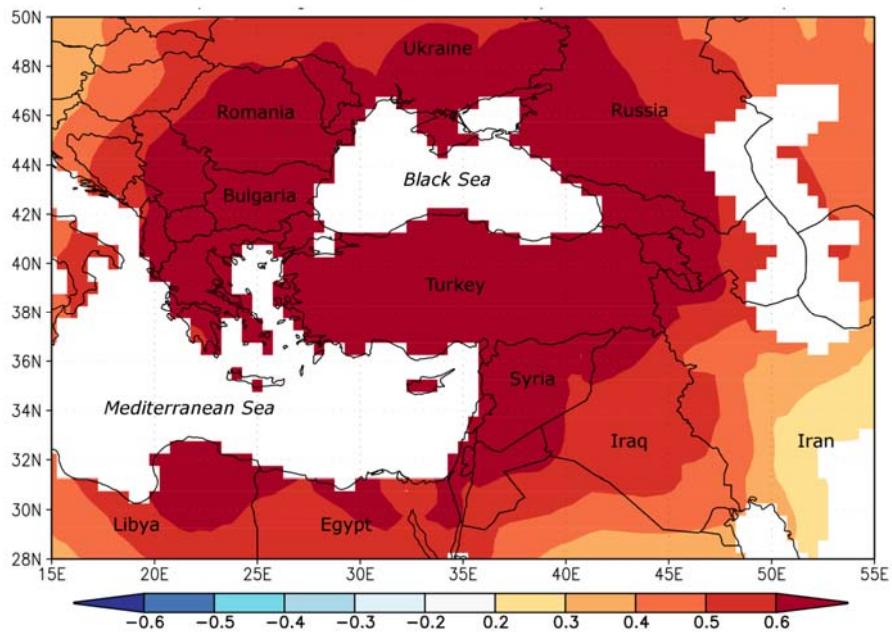 50N
48N
46N
44N
42N
40N
38N
36N
34N
32N
30N
28N
Ukraine
Romania
Russia
Black Sea
Bulgaria
Turkey
Syria
Mediterranean Sea
Iraq
Iran
Libya
Egypt
15E 20E 25E 30E 35E 40E 45E 50E 55E
-0.6 -0.5 -0.4 -0.3 -0.2 0.2 0.3 0.4 0.5 0.6